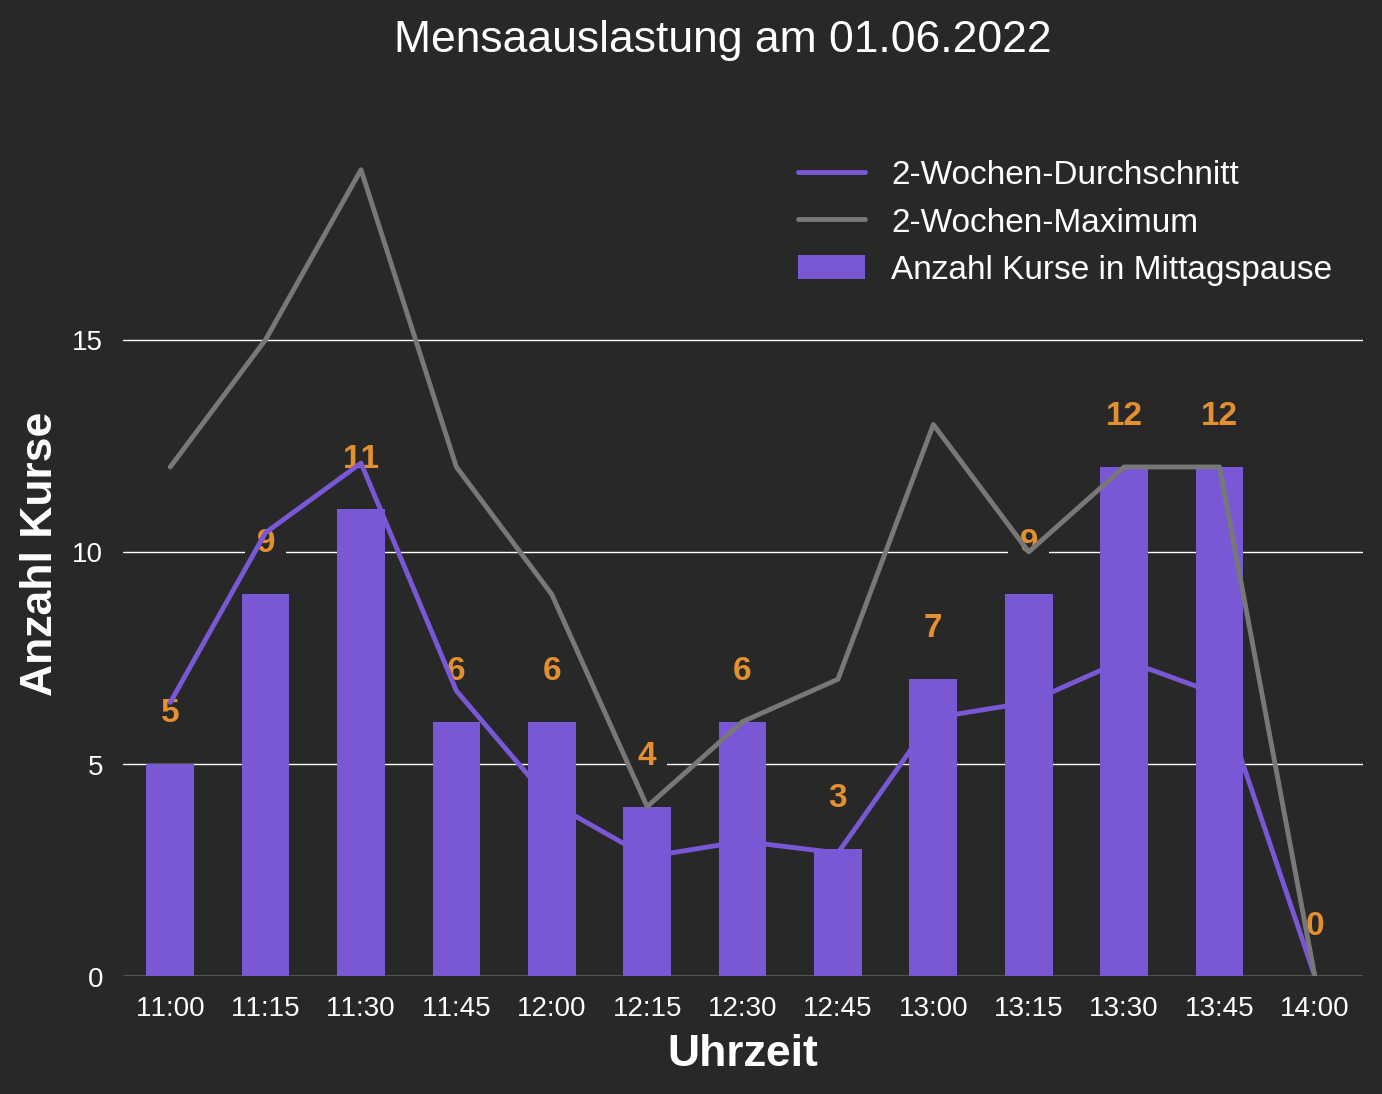 Mensaauslastung am 01.06.2022
2-Wochen-Durchschnitt
2-Wochen-Maximum
Anzahl Kurse in Mittagspause
Anzahl Kurse
15
10
5
0
5
9
11
6
6
4
6
3
7
9
12
12
0
11:00 11:15 11:30 11:45 12:00 12:15 12:30 12:45 13:00 13:15 13:30 13:45 14:00
Uhrzeit